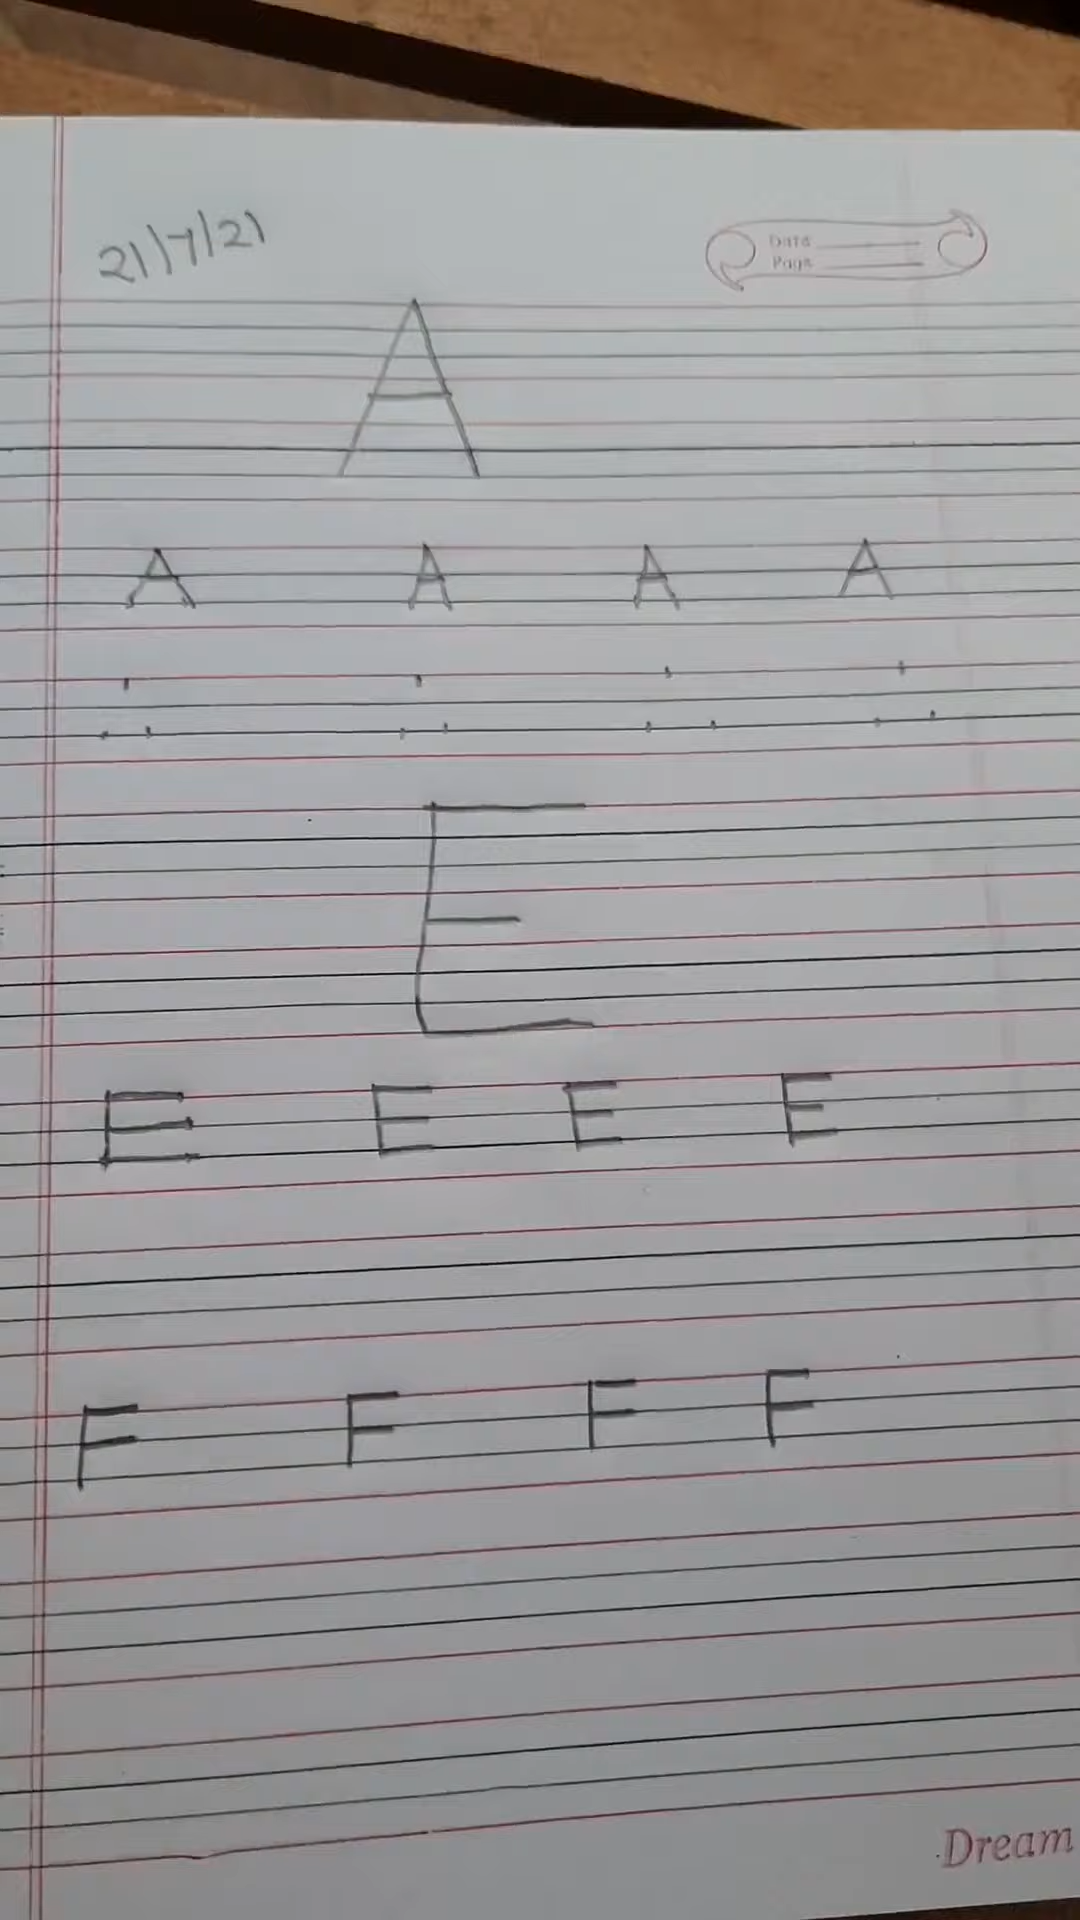 21/7/21
Date
Page
A
A A A A
E
E E E E
F F F F
Dream